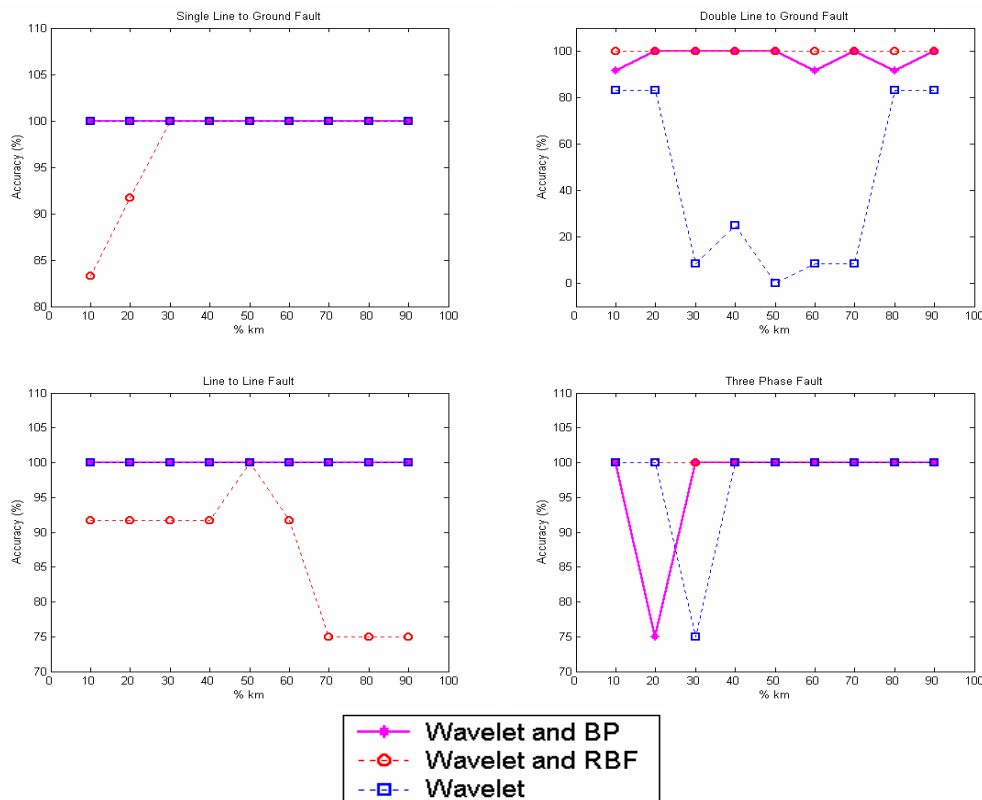 Single Line to Ground Fault
110
105
100
95
90
85
80
Accuracy (%)
0 10 20 30 40 50 60 70 80 90 100
% km
Double Line to Ground Fault
100
80
60
40
20
0
Accuracy (%)
0 10 20 30 40 50 60 70 80 90 100
% km
Line to Line Fault
110
105
100
95
90
85
80
75
70
Accuracy (%)
0 10 20 30 40 50 60 70 80 90 100
% km
Three Phase Fault
110
105
100
95
90
85
80
75
70
Accuracy (%)
0 10 20 30 40 50 60 70 80 90 100
% km
Wavelet and BP
Wavelet and RBF
Wavelet